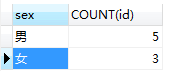 sex COUNT(id)
男 5
女 3